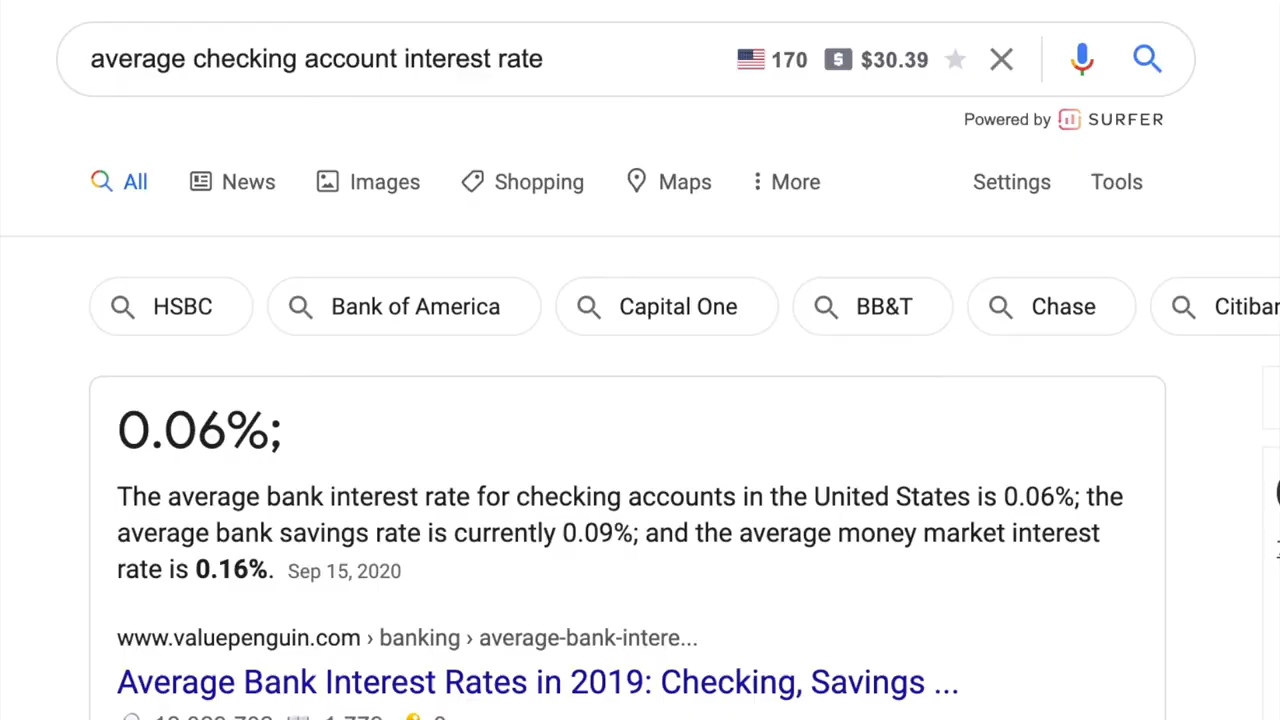 average checking account interest rate 170 $ $30.39
Powered by SURFER
All News Images Shopping Maps More Settings Tools
HSBC Bank of America Capital One BB&T Chase Citibar
0.06%;
The average bank interest rate for checking accounts in the United States is 0.06%; the
average bank savings rate is currently 0.09%; and the average money market interest
rate is 0.16%. Sep 15, 2020
www.valuepenguin.com › banking › average-bank-intere...
Average Bank Interest Rates in 2019: Checking, Savings ...